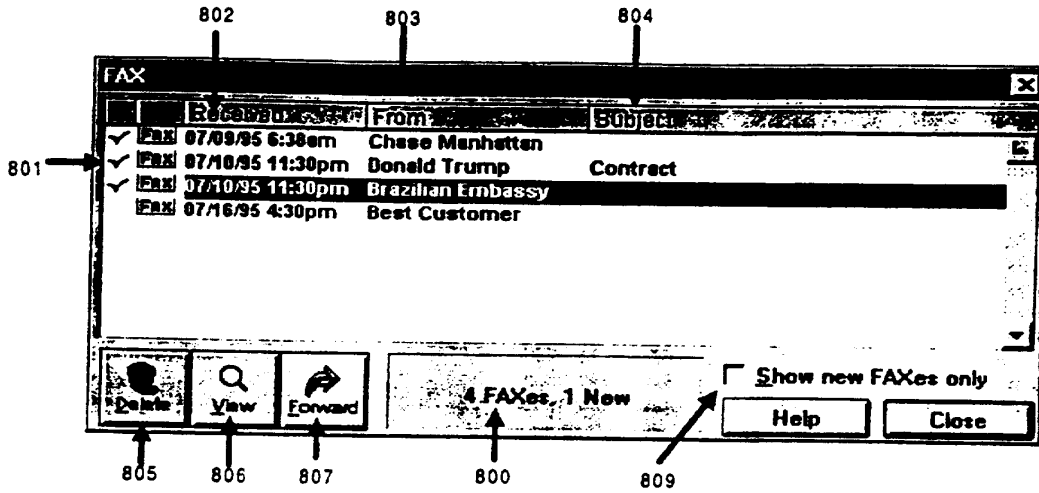 802 803 804
FAX
Received From Subject
Fax 07/09/95 6:38am Chase Manhattan
801
Fax 07/10/95 11:30pm Donald Trump Contract
Fax 07/10/95 11:30pm Brazilian Embassy
Fax 07/16/95 4:30pm Best Customer
Delete View Forward 4 FAXes, 1 New Show new FAXes only
Help Close
805 806 807 800 809